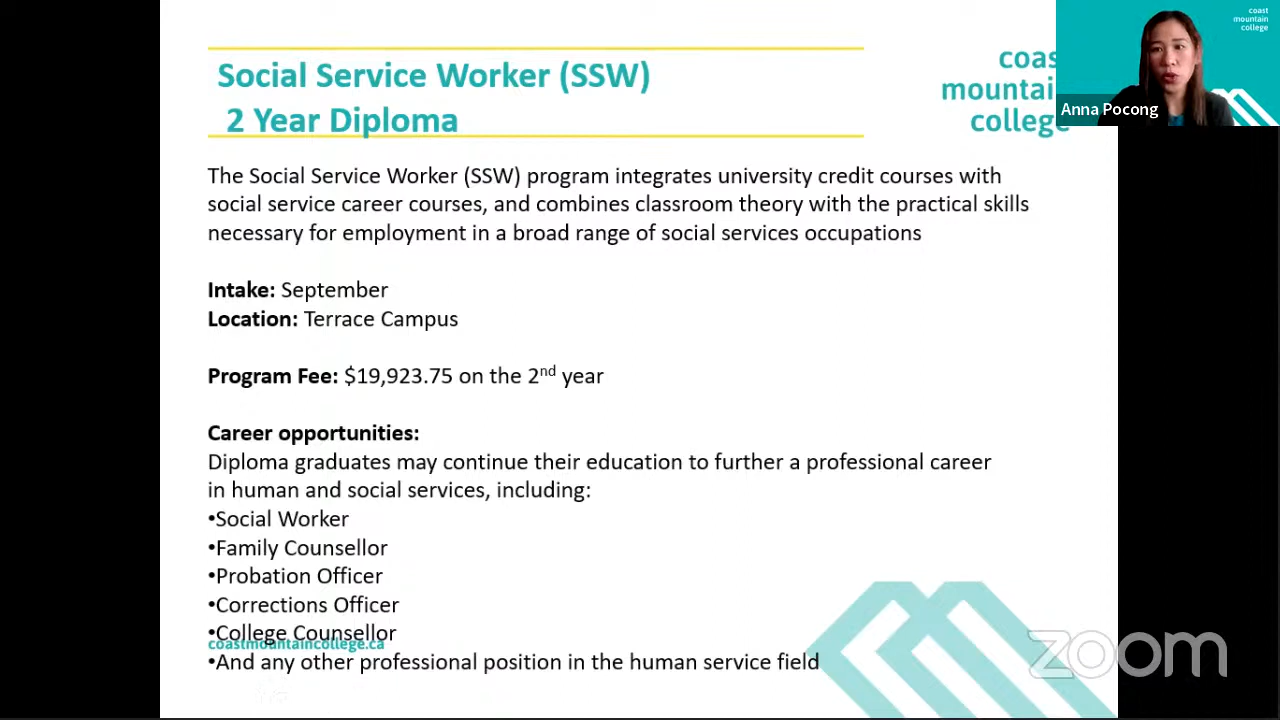 Social Service Worker (SSW)
2 Year Diploma
coas
mountai
college
coast
mountain
college
Anna Pocong
The Social Service Worker (SSW) program integrates university credit courses with
social service career courses, and combines classroom theory with the practical skills
necessary for employment in a broad range of social services occupations
Intake: September
Location: Terrace Campus
Program Fee: $19,923.75 on the 2nd year
Career opportunities:
Diploma graduates may continue their education to further a professional career
in human and social services, including:
•Social Worker
•Family Counsellor
•Probation Officer
•Corrections Officer
•College Counsellor
coastmountaincollege.ca
•And any other professional position in the human service field
zoom